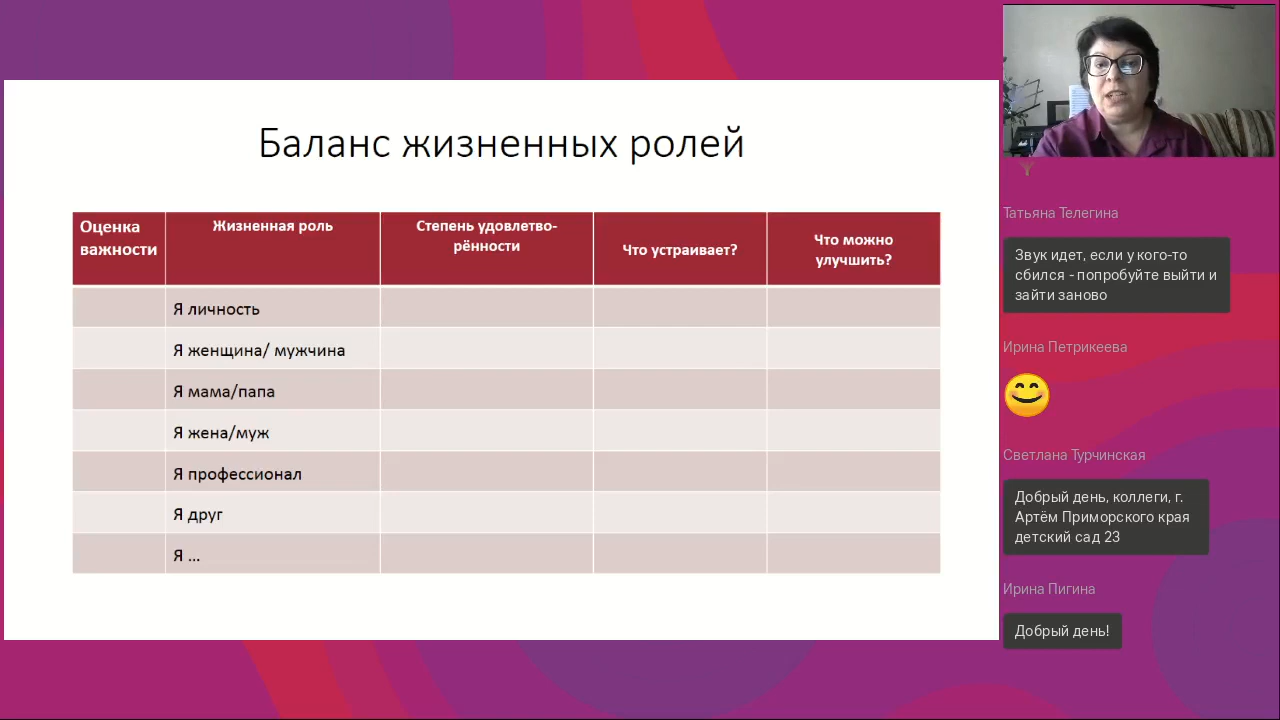 Баланс жизненных ролей
Оценка
важности
Жизненная роль
Степень удовлетво-
рённости
Что устраивает?
Что можно
улучшить?
Я личность
Я женщина/ мужчина
Я мама/папа
Я жена/муж
Я профессионал
Я друг
Я ...
Татьяна Телегина
Звук идет, если у кого-то
сбился - попробуйте выйти и
зайти заново
Ирина Петрикеева
Светлана Турчинская
Добрый день, коллеги, г.
Артём Приморского края
детский сад 23
Ирина Пигина
Добрый день!